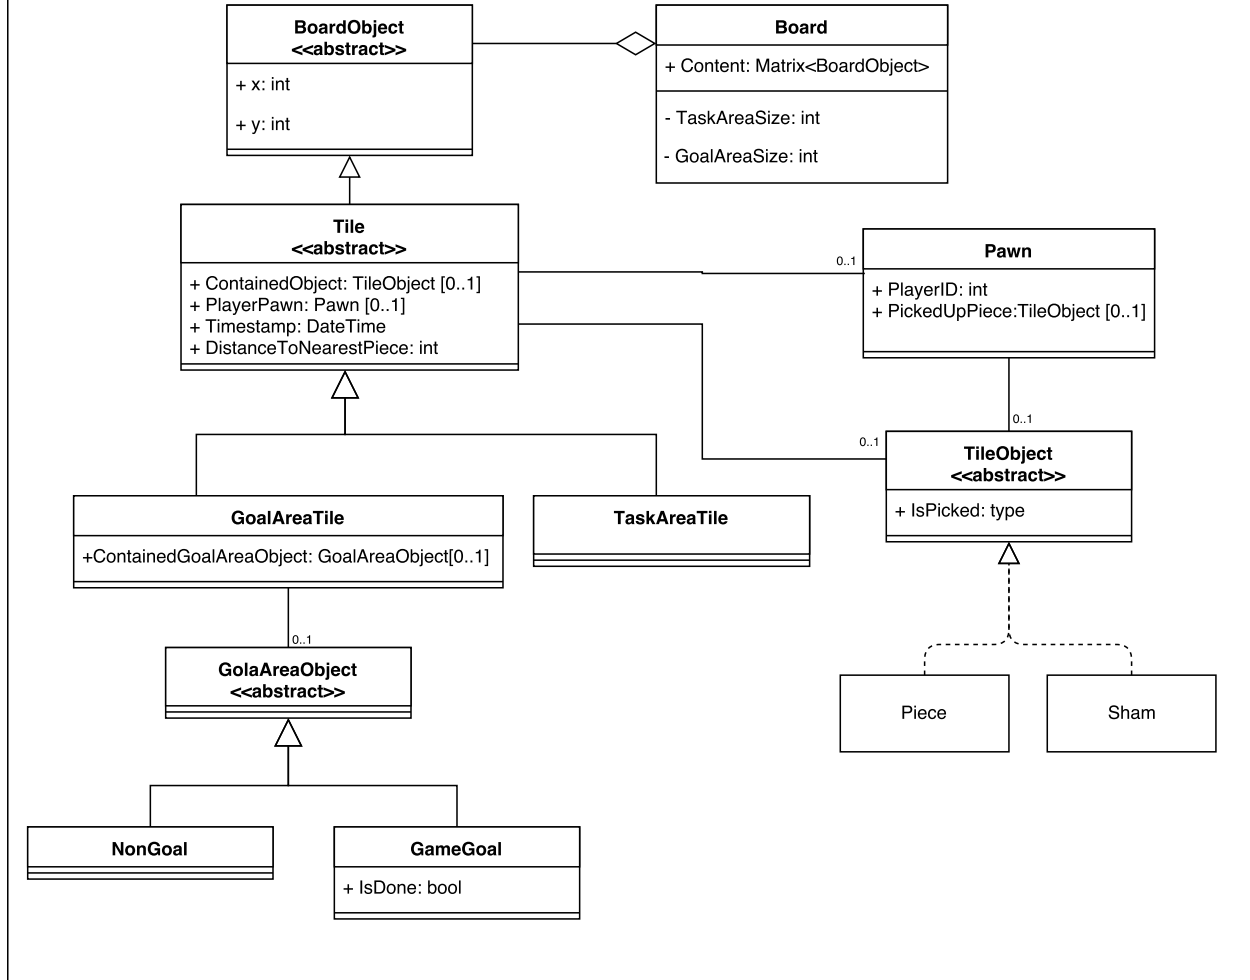 BoardObject
<<abstract>>
+ x: int
+ y: int
Board
+ Content: Matrix<BoardObject>
- TaskAreaSize: int
- GoalAreaSize: int
Tile
<<abstract>>
+ ContainedObject: TileObject [0..1]
+ PlayerPawn: Pawn [0..1]
+ Timestamp: DateTime
+ DistanceToNearestPiece: int
0..1
Pawn
+ PlayerID: int
+ PickedUpPiece:TileObject [0..1]
0..1
0..1
TileObject
<<abstract>>
+ IsPicked: type
GoalAreaTile
+ContainedGoalAreaObject: GoalAreaObject[0..1]
TaskAreaTile
0..1
GolaAreaObject
<<abstract>>
Piece
Sham
NonGoal
GameGoal
+ IsDone: bool